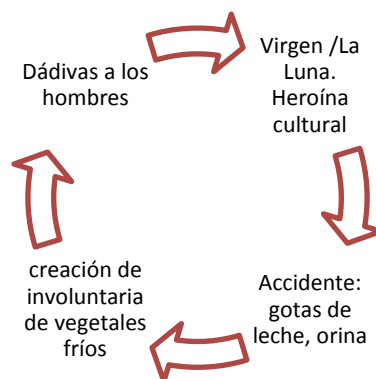 Dádivas a los
hombres
Virgen /La
Luna.
Heroína
cultural
Accidente:
gotas de
leche, orina
creación de
involuntaria
de vegetales
fríos